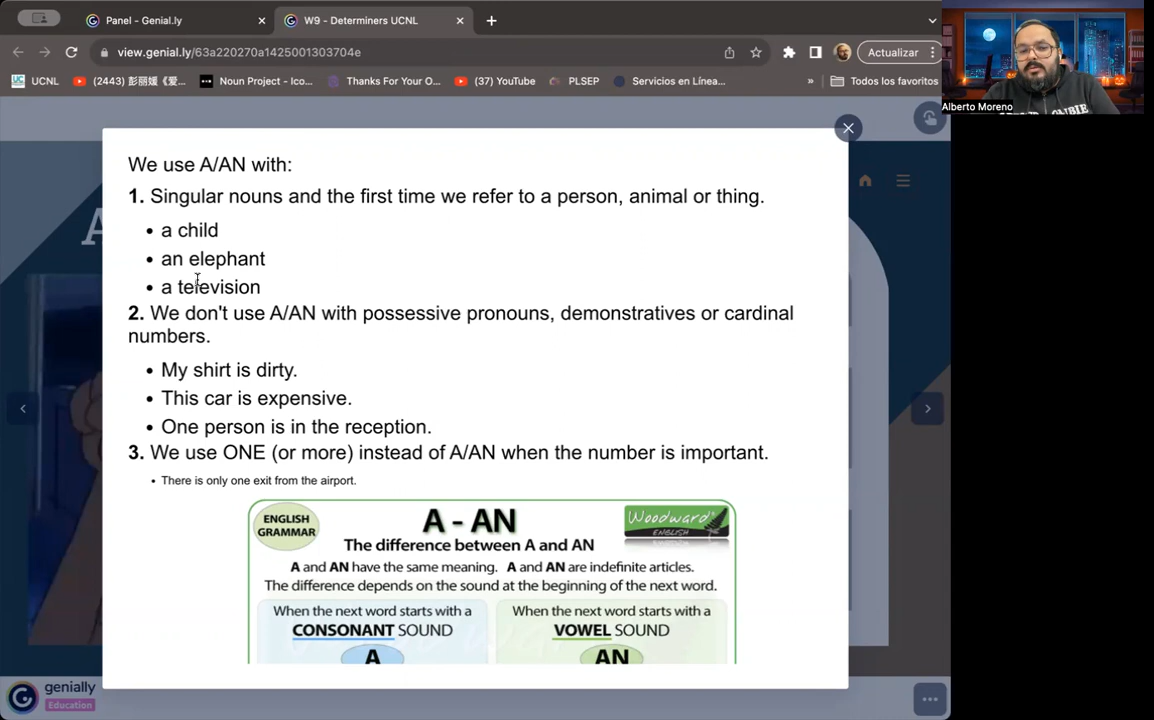 Panel - Genial.ly
W9 - Determiners UCNL
view.genial.ly/63a220270a14250013037​04e
Actualizar
UCNL
(2443) 彭丽媛《爱...
Noun Project - Ico...
Thanks For Your O...
(37) YouTube
PLSEP
Servicios en Línea...
»
Todos los favoritos
Alberto Moreno
A
We use A/AN with:
1. Singular nouns and the first time we refer to a person, animal or thing.
• a child
• an elephant
• a television
2. We don't use A/AN with possessive pronouns, demonstratives or cardinal
numbers.
• My shirt is dirty.
• This car is expensive.
• One person is in the reception.
3. We use ONE (or more) instead of A/AN when the number is important.
• There is only one exit from the airport.
ENGLISH
GRAMMAR
A - AN
Woodward®
ENGLISH
The difference between A and AN
A and AN have the same meaning. A and AN are indefinite articles.
The difference depends on the sound at the beginning of the next word.
When the next word starts with a
CONSONANT SOUND
A
When the next word starts with a
VOWEL SOUND
AN
genially
Education